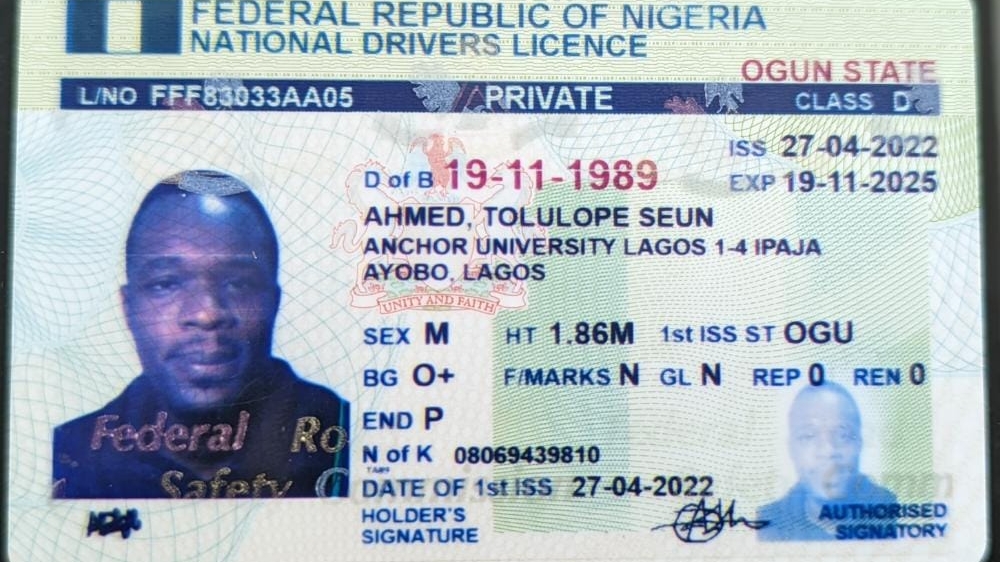 FEDERAL REPUBLIC OF NIGERIA
NATIONAL DRIVERS LICENCE
OGUN STATE
L/NO FFF83033AA05 PRIVATE CLASS D
ISS 27-04-2022
D of B 19-11-1989 EXP 19-11-2025
AHMED, TOLULOPE SEUN
ANCHOR UNIVERSITY LAGOS 1-4 IPAJA
AYOBO, LAGOS
UNITY AND FAITH
SEX M HT 1.86M 1st ISS ST OGU
BG O+ F/MARKS N GL N REP 0 REN 0
END P
Federal Ro
N of K 08069439810
Safety
DATE OF 1st ISS 27-04-2022
HOLDER'S
SIGNATURE
AUTHORISED
SIGNATORY